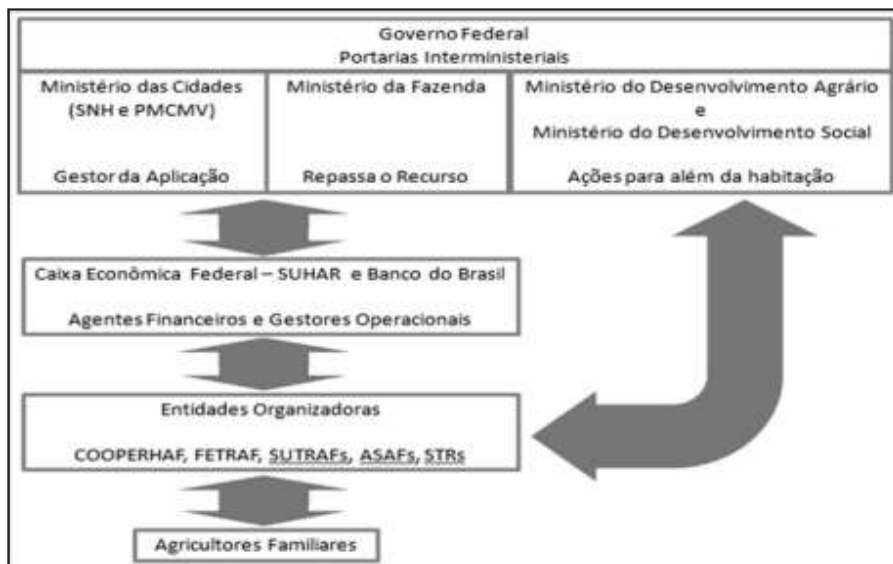 Governo Federal
Portarias Interministeriais
Ministério das Cidades
(SNH e PMCMV)
Gestor da Aplicação
Ministério da Fazenda
Repassa o Recurso
Ministério do Desenvolvimento Agrário
e
Ministério do Desenvolvimento Social
Ações para além da habitação
Caixa Econômica Federal – SUHAR e Banco do Brasil
Agentes Financeiros e Gestores Operacionais
Entidades Organizadoras
COOPERHAF, FETRAF, SUTRAFs, ASAFs, STRs
Agricultores Familiares